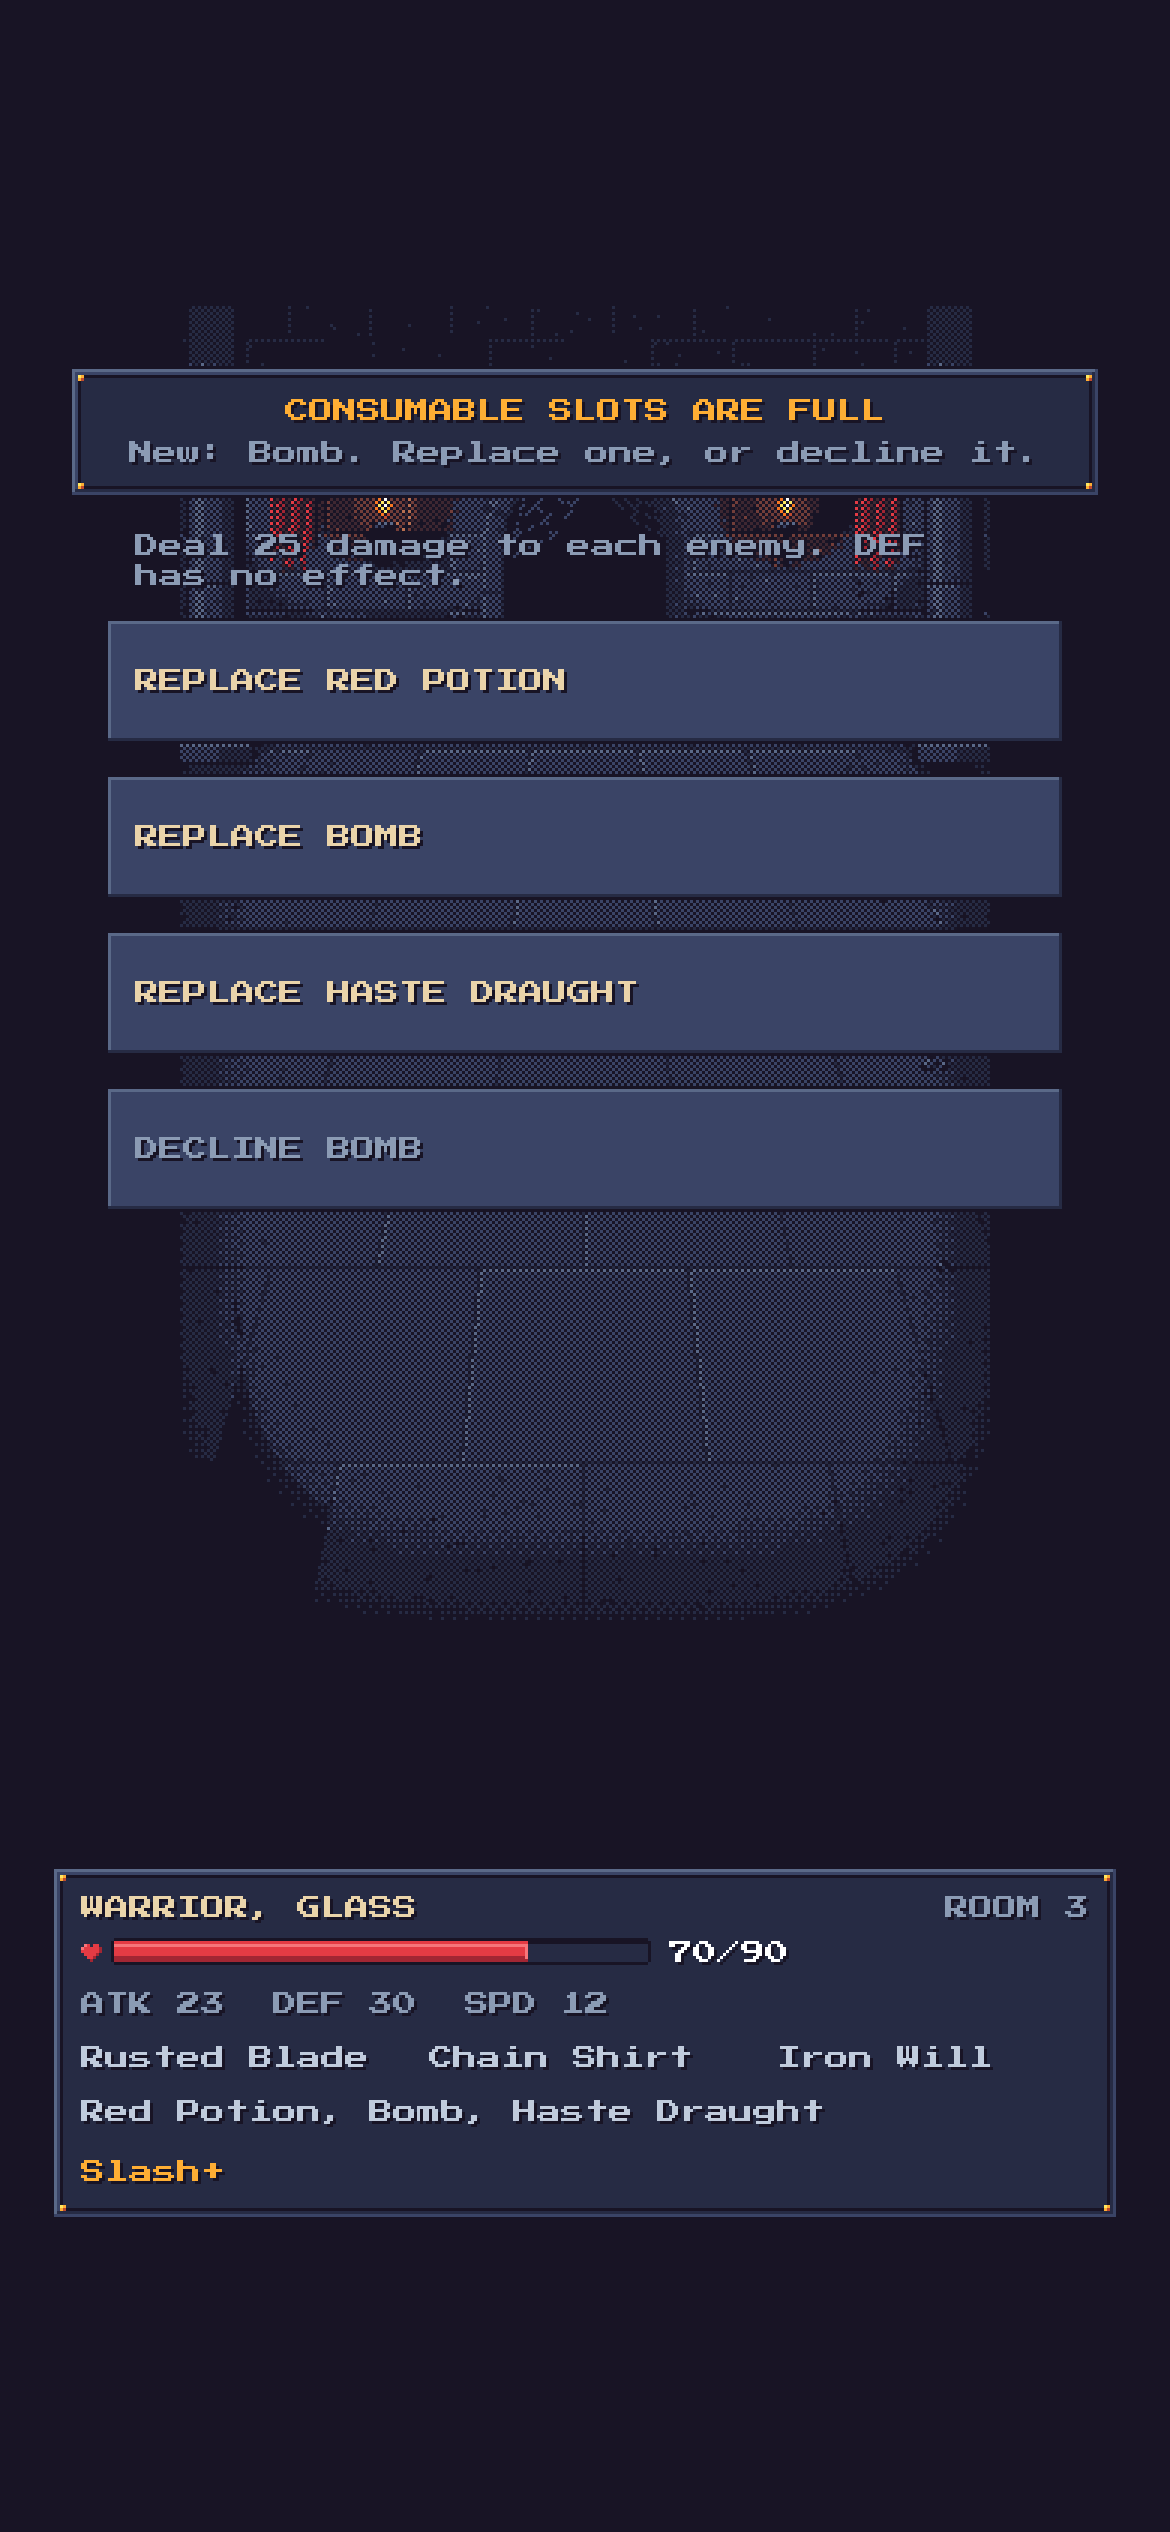 CONSUMABLE SLOTS ARE FULL
New: Bomb. Replace one, or decline it.
Deal 25 damage to each enemy. DEF
has no effect.
REPLACE RED POTION
REPLACE BOMB
REPLACE HASTE DRAUGHT
DECLINE BOMB
WARRIOR, GLASS ROOM 3
70/90
ATK 23 DEF 30 SPD 12
Rusted Blade Chain Shirt Iron Will
Red Potion, Bomb, Haste Draught
Slash+